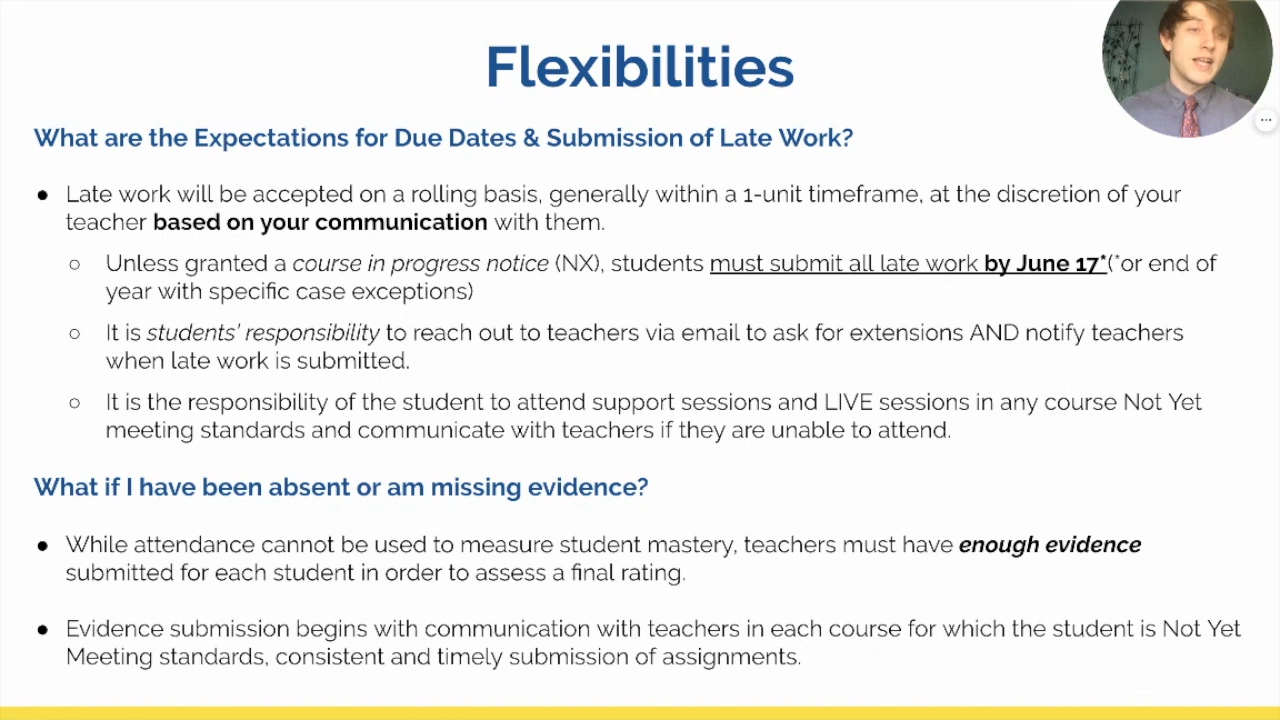 Flexibilities
What are the Expectations for Due Dates & Submission of Late Work?
● Late work will be accepted on a rolling basis, generally within a 1-unit timeframe, at the discretion of your
teacher based on your communication with them.
○ Unless granted a course in progress notice (NX), students must submit all late work by June 17*(*or end of
year with specific case exceptions)
○ It is students' responsibility to reach out to teachers via email to ask for extensions AND notify teachers
when late work is submitted.
○ It is the responsibility of the student to attend support sessions and LIVE sessions in any course Not Yet
meeting standards and communicate with teachers if they are unable to attend.
What if I have been absent or am missing evidence?
● While attendance cannot be used to measure student mastery, teachers must have enough evidence
submitted for each student in order to assess a final rating.
● Evidence submission begins with communication with teachers in each course for which the student is Not Yet
Meeting standards, consistent and timely submission of assignments.